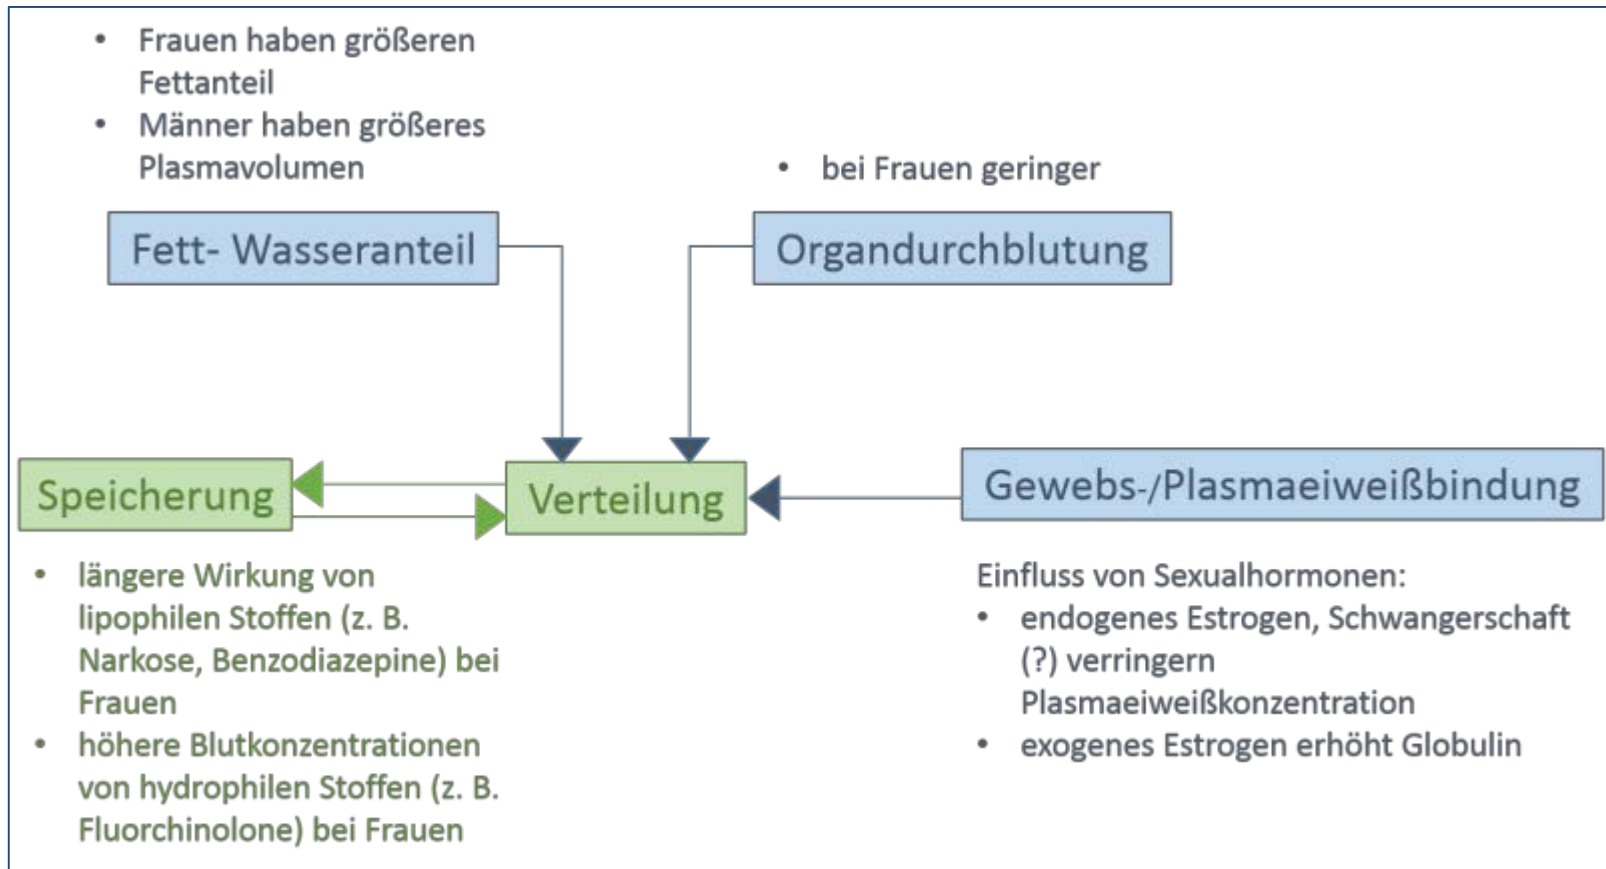 • Frauen haben größeren
Fettanteil
• Männer haben größeres
Plasmavolumen
• bei Frauen geringer
Fett- Wasseranteil
Organdurchblutung
Speicherung
Verteilung
Gewebs-/Plasmaeiweißbindung
• längere Wirkung von
lipophilen Stoffen (z. B.
Narkose, Benzodiazepine) bei
Frauen
• höhere Blutkonzentrationen
von hydrophilen Stoffen (z. B.
Fluorchinolone) bei Frauen
Einfluss von Sexualhormonen:
• endogenes Estrogen, Schwangerschaft
(?) verringern
Plasmaeiweißkonzentration
• exogenes Estrogen erhöht Globulin